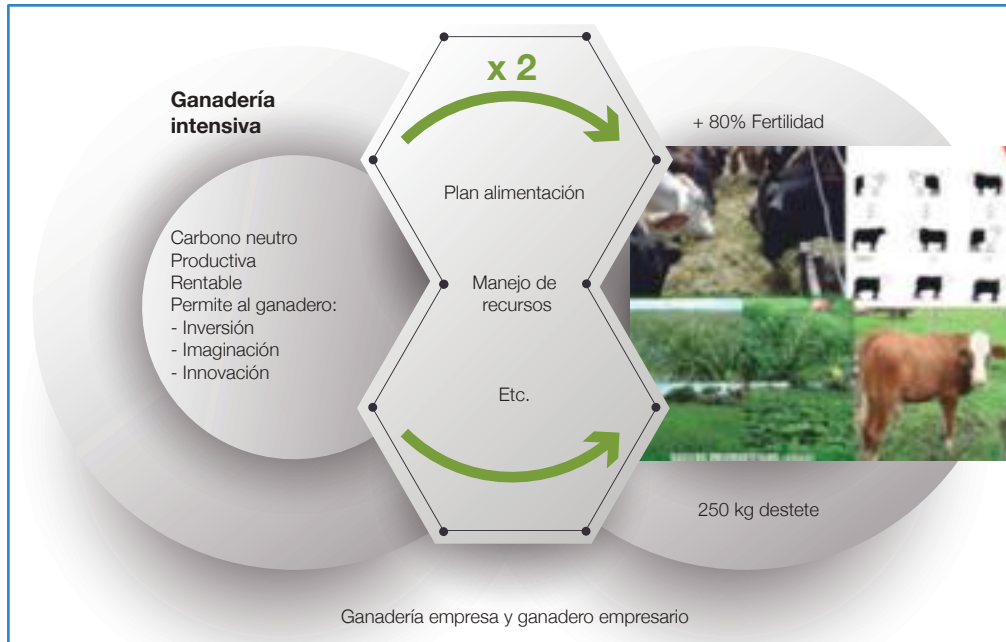 Ganadería
intensiva
Carbono neutro
Productiva
Rentable
Permite al ganadero:
- Inversión
- Imaginación
- Innovación
x 2
Plan alimentación
Manejo de
recursos
Etc.
+ 80% Fertilidad
250 kg destete
Ganadería empresa y ganadero empresario